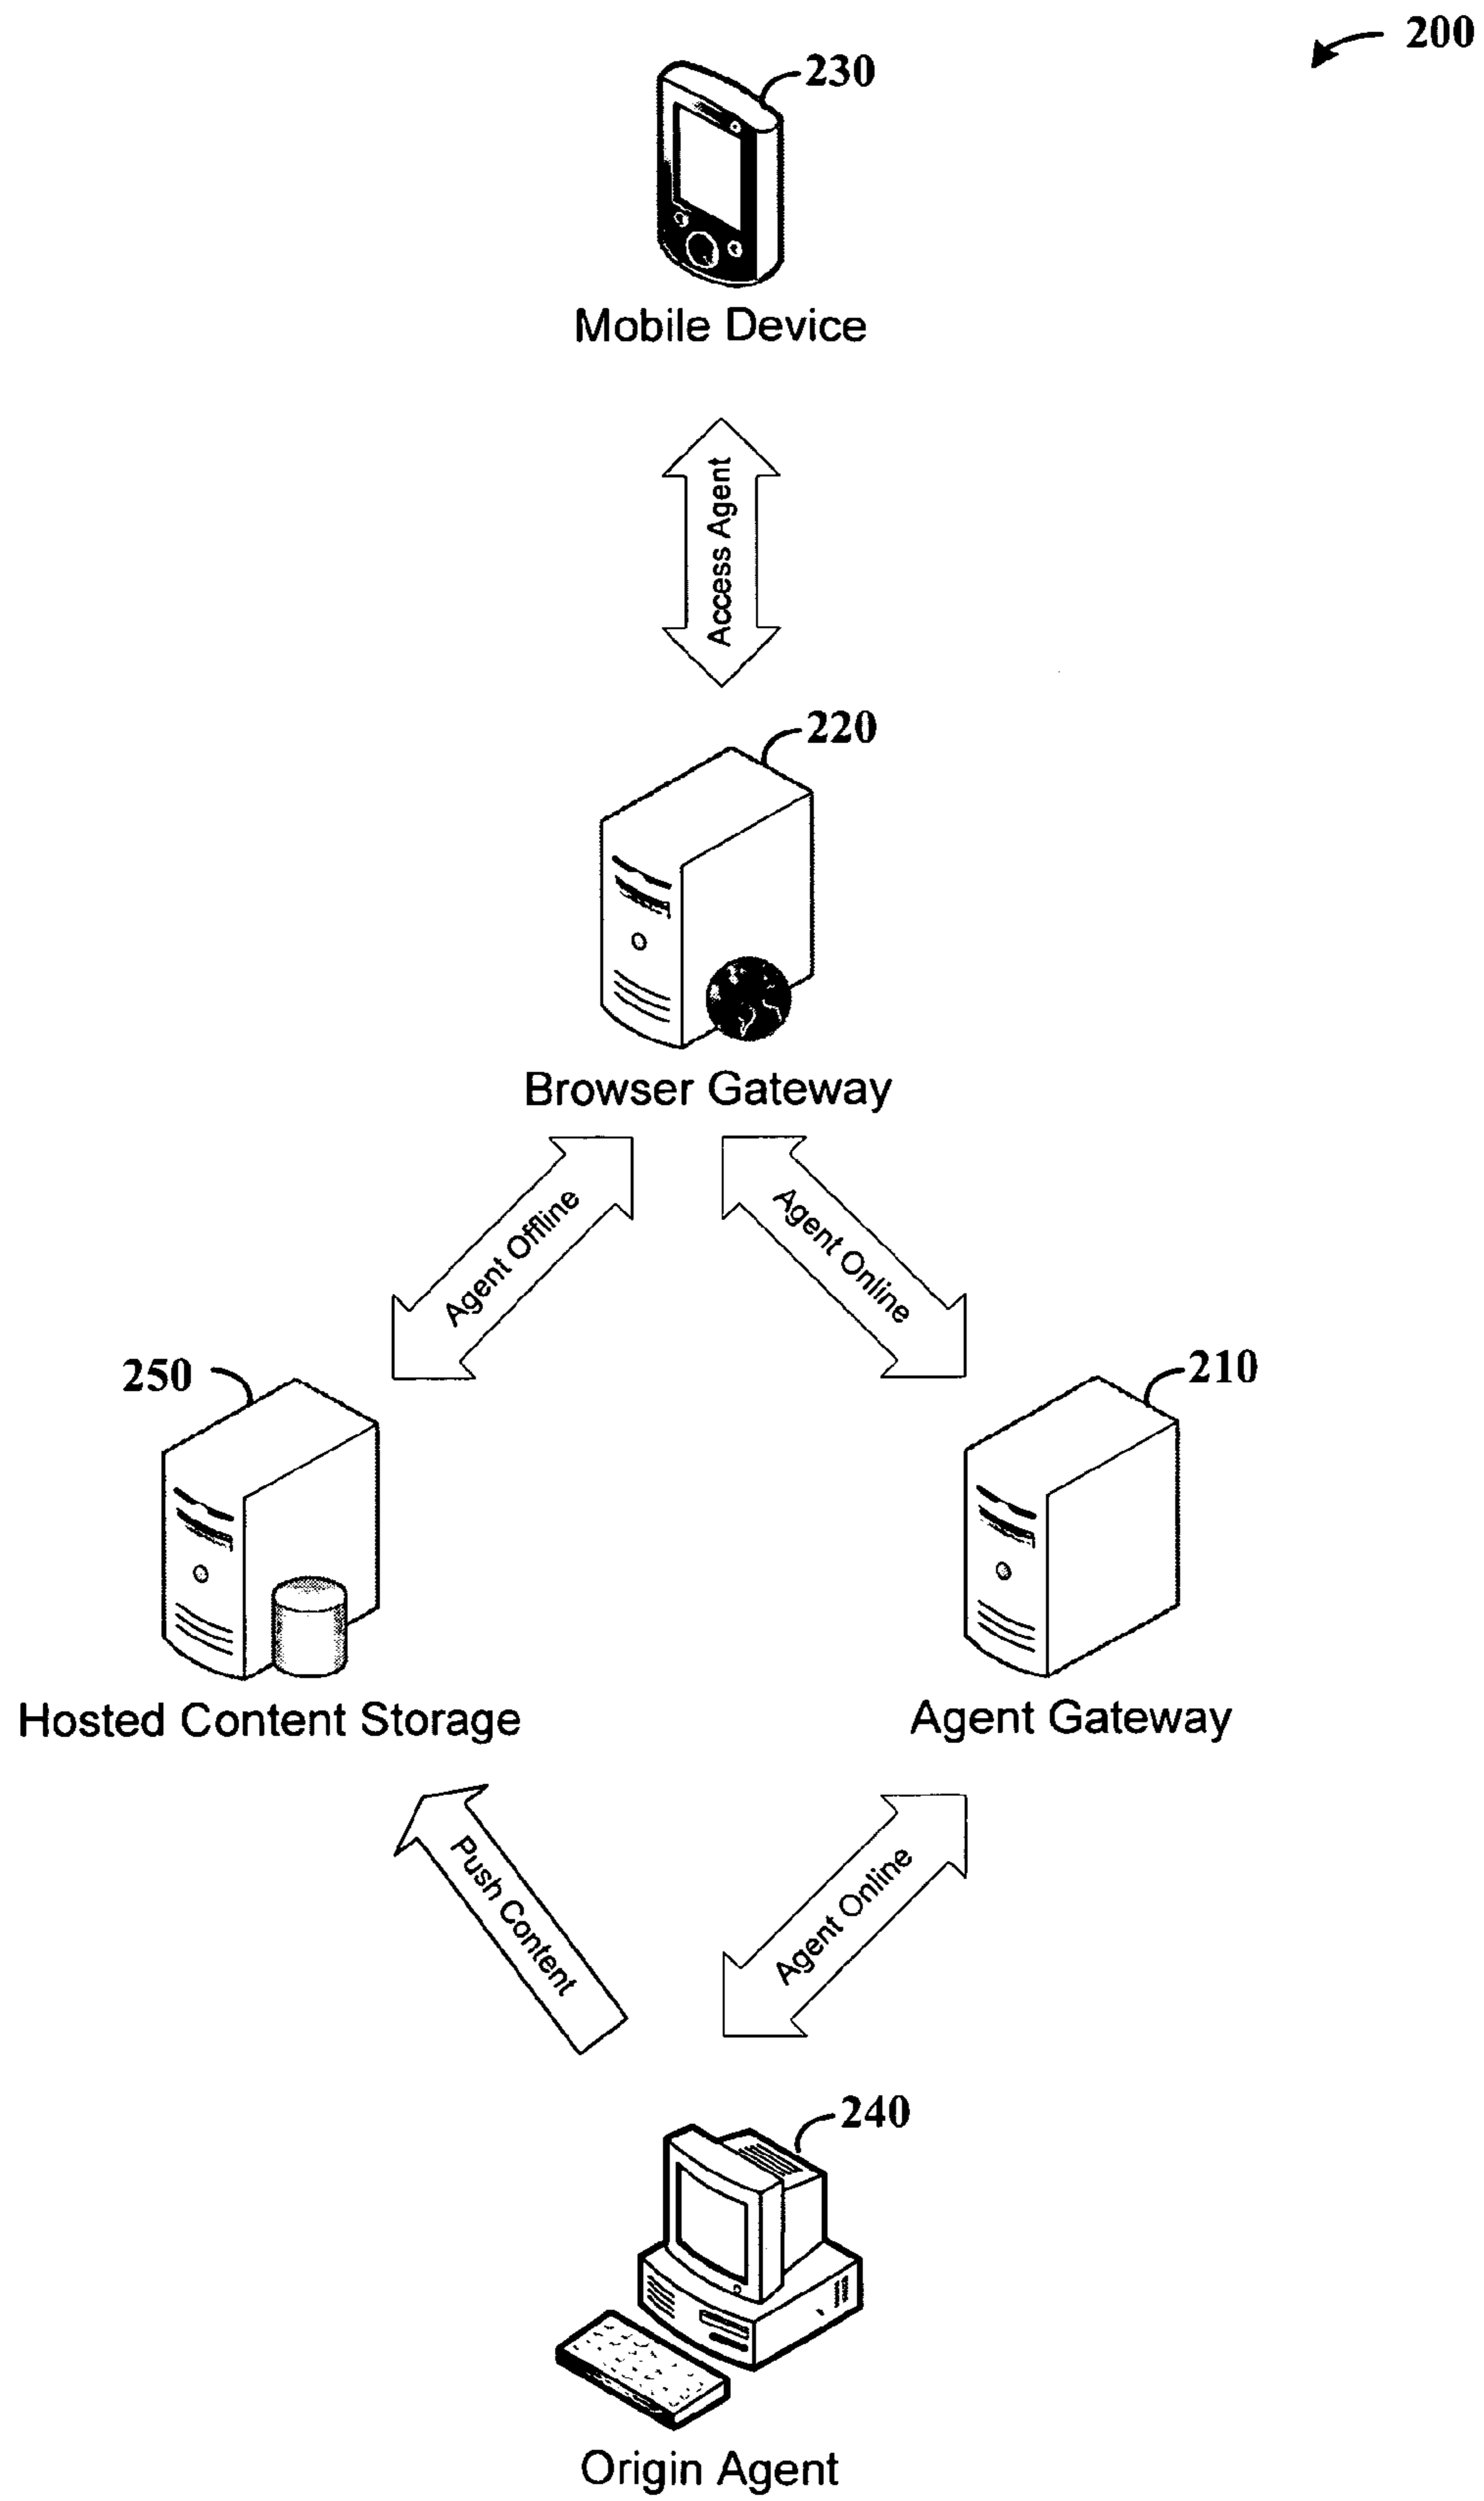 200
230
Mobile Device
Access Agent
220
Browser Gateway
Agent Offline
Agent Online
250
210
Hosted Content Storage
Agent Gateway
Push Content
Agent Online
240
Origin Agent